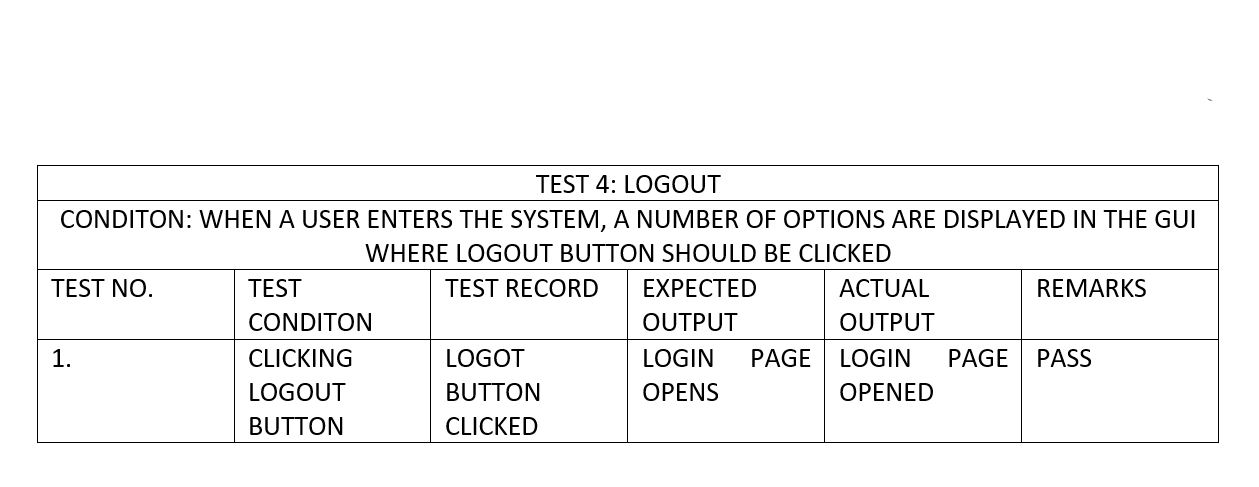 TEST 4: LOGOUT
CONDITON: WHEN A USER ENTERS THE SYSTEM, A NUMBER OF OPTIONS ARE DISPLAYED IN THE GUI
WHERE LOGOUT BUTTON SHOULD BE CLICKED
TEST NO.
TEST
CONDITON
TEST RECORD
EXPECTED
OUTPUT
ACTUAL
OUTPUT
REMARKS
1.
CLICKING
LOGOUT
BUTTON
LOGOT
BUTTON
CLICKED
LOGIN PAGE
OPENS
LOGIN PAGE
OPENED
PASS